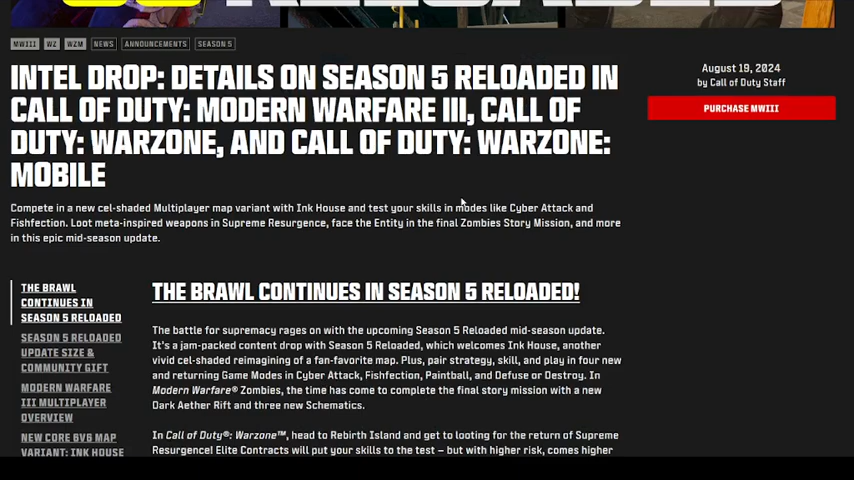 RELOADED
MWIII WZ WZM NEWS ANNOUNCEMENTS SEASON 5
INTEL DROP: DETAILS ON SEASON 5 RELOADED IN
CALL OF DUTY: MODERN WARFARE III, CALL OF
DUTY: WARZONE, AND CALL OF DUTY: WARZONE:
MOBILE
August 19, 2024
by Call of Duty Staff
PURCHASE MWIII
Compete in a new cel-shaded Multiplayer map variant with Ink House and test your skills in modes like Cyber Attack and
Fishfection. Loot meta-inspired weapons in Supreme Resurgence, face the Entity in the final Zombies Story Mission, and more
in this epic mid-season update.
THE BRAWL
CONTINUES IN
SEASON 5 RELOADED
SEASON 5 RELOADED
UPDATE SIZE &
COMMUNITY GIFT
MODERN WARFARE
III MULTIPLAYER
OVERVIEW
NEW CORE 6V6 MAP
VARIANT: INK HOUSE
THE BRAWL CONTINUES IN SEASON 5 RELOADED!
The battle for supremacy rages on with the upcoming Season 5 Reloaded mid-season update.
It's a jam-packed content drop with Season 5 Reloaded, which welcomes Ink House, another
vivid cel-shaded reimagining of a fan-favorite map. Plus, pair strategy, skill, and play in four new
and returning Game Modes in Cyber Attack, Fishfection, Paintball, and Defuse or Destroy. In
Modern Warfare® Zombies, the time has come to complete the final story mission with a new
Dark Aether Rift and three new Schematics.
In Call of Duty®: Warzone™, head to Rebirth Island and get to looting for the return of Supreme
Resurgence! Elite Contracts will put your skills to the test – but with higher risk, comes higher